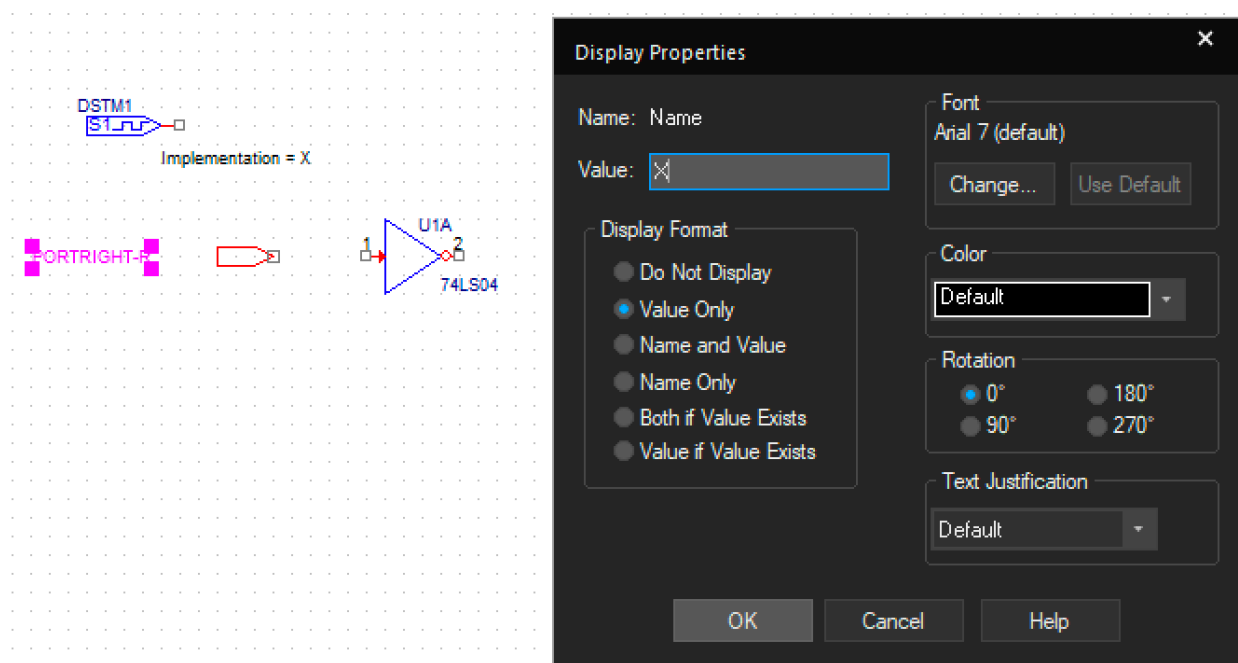 DSTM1
S1
Implementation = X
PORTRIGHT-R
1
U1A
2
74LS04
Display Properties
Name: Name
Value: X
Display Format
Do Not Display
Value Only
Name and Value
Name Only
Both if Value Exists
Value if Value Exists
Font
Arial 7 (default)
Change...
Use Default
Color
Default
Rotation
0°
180°
90°
270°
Text Justification
Default
OK
Cancel
Help